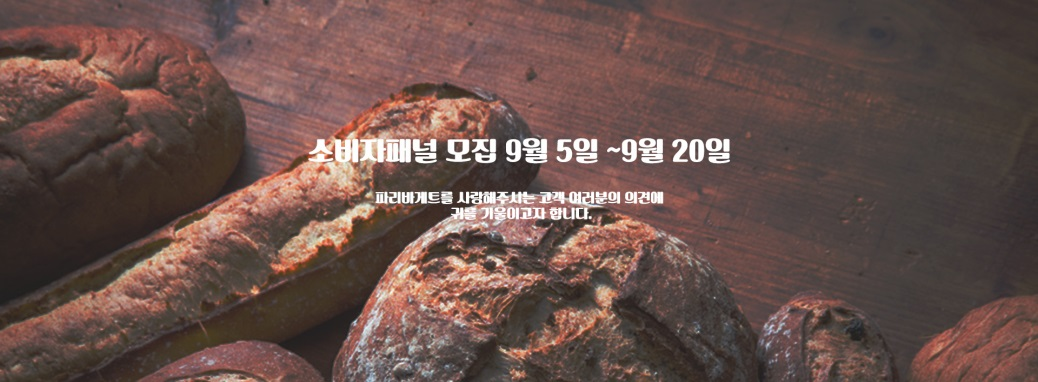 소비자패널 모집 9월 5일 ~9월 20일
파리바게트를 사랑해주시는 고객 여러분의 의견에
귀를 기울이고자 합니다.